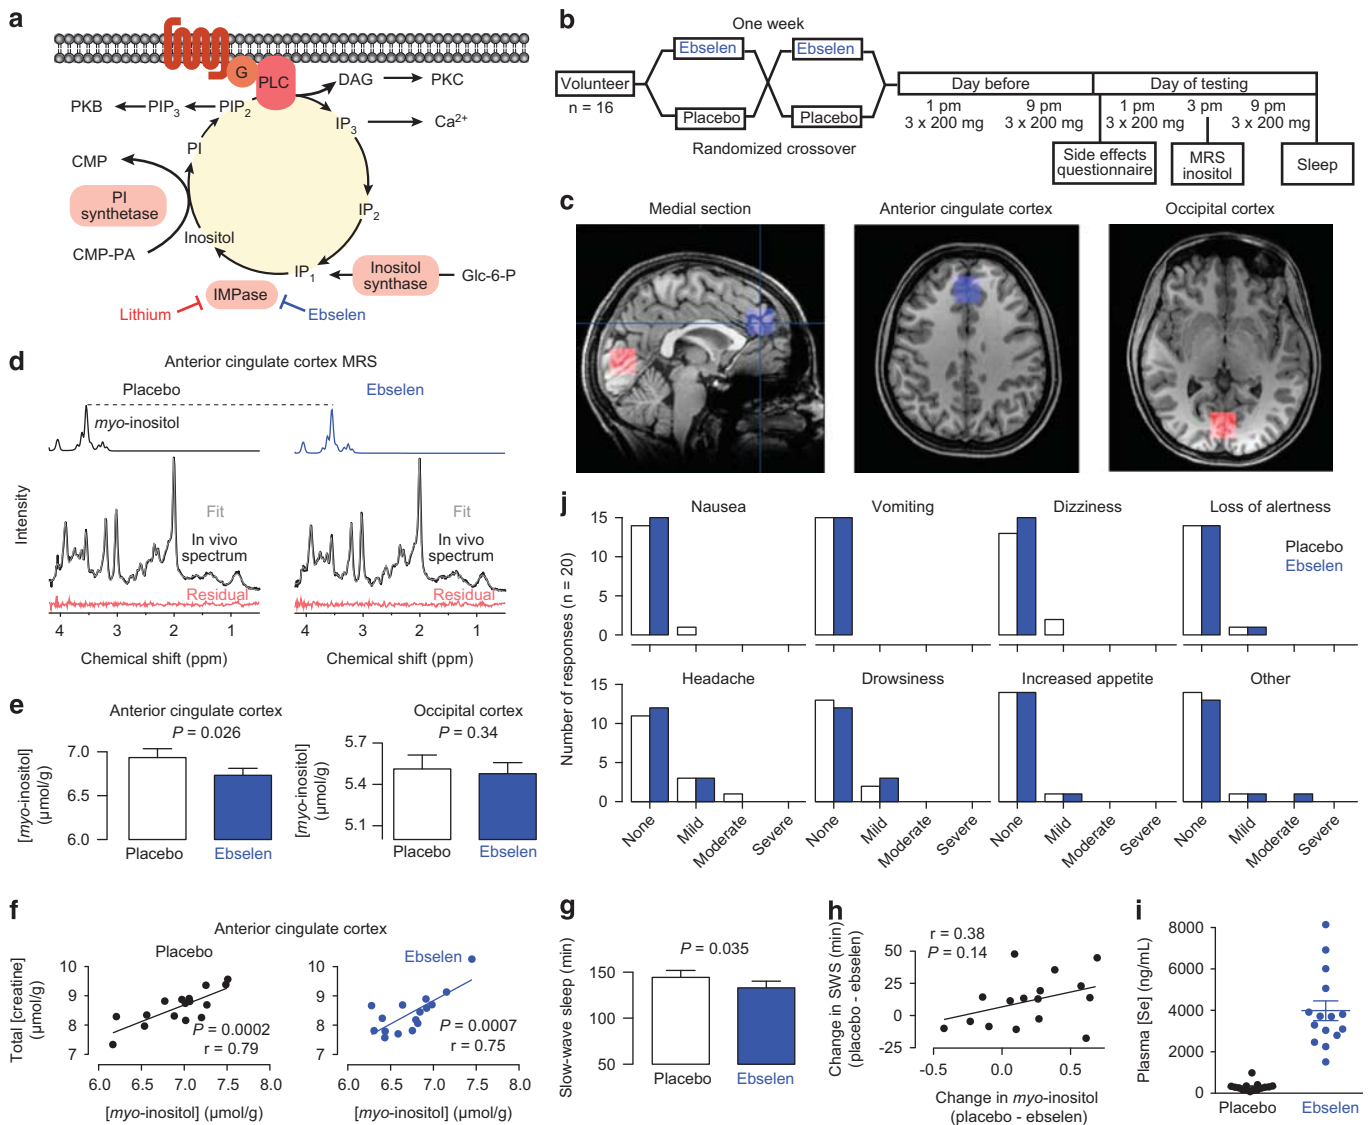 a
G
PLC
DAG
PKC
PKB
PIP3
PIP2
IP3
Ca2+
PI
CMP
PI
synthetase
IP2
Inositol
CMP-PA
IP1
Inositol
synthase
Glc-6-P
IMPase
Lithium
Ebselen
b
One week
Ebselen
Ebselen
Volunteer
n = 16
Placebo
Placebo
Randomized crossover
Day before
Day of testing
1 pm
9 pm
1 pm
3 pm
9 pm
3 x 200 mg
3 x 200 mg
3 x 200 mg
3 x 200 mg
Side effects
questionnaire
MRS
inositol
Sleep
c
Medial section
Anterior cingulate cortex
Occipital cortex
d
Anterior cingulate cortex MRS
Placebo
Ebselen
myo-inositol
Intensity
Fit
In vivo
spectrum
Residual
Fit
In vivo
spectrum
Residual
4 3 2 1
4 3 2 1
Chemical shift (ppm)
Chemical shift (ppm)
e
Anterior cingulate cortex
P = 0.026
[myo-inositol]
(µmol/g)
7.0
6.5
6.0
Placebo
Ebselen
Occipital cortex
P = 0.34
[myo-inositol]
(µmol/g)
5.7
5.4
5.1
Placebo
Ebselen
f
Anterior cingulate cortex
Placebo
Total [creatine]
(µmol/g)
10
9
8
7
P = 0.0002
r = 0.79
6.0 6.5 7.0 7.5 8.0
[myo-inositol] (µmol/g)
Ebselen
10
9
8
7
P = 0.0007
r = 0.75
6.0 6.5 7.0 7.5 8.0
[myo-inositol] (µmol/g)
g
Slow-wave sleep (min)
P = 0.035
150
100
50
Placebo
Ebselen
h
Change in SWS (min)
(placebo - ebselen)
r = 0.38
P = 0.14
50
25
0
-25
-0.5 0.0 0.5
Change in myo-inositol
(placebo - ebselen)
i
Plasma [Se] (ng/mL)
8000
6000
4000
2000
0
Placebo
Ebselen
j
Number of responses (n = 20)
Nausea
Vomiting
Dizziness
Loss of alertness
Placebo
Ebselen
15
10
5
0
Headache
Drowsiness
Increased appetite
Other
15
10
5
0
None
Mild
Moderate
Severe
None
Mild
Moderate
Severe
None
Mild
Moderate
Severe
None
Mild
Moderate
Severe